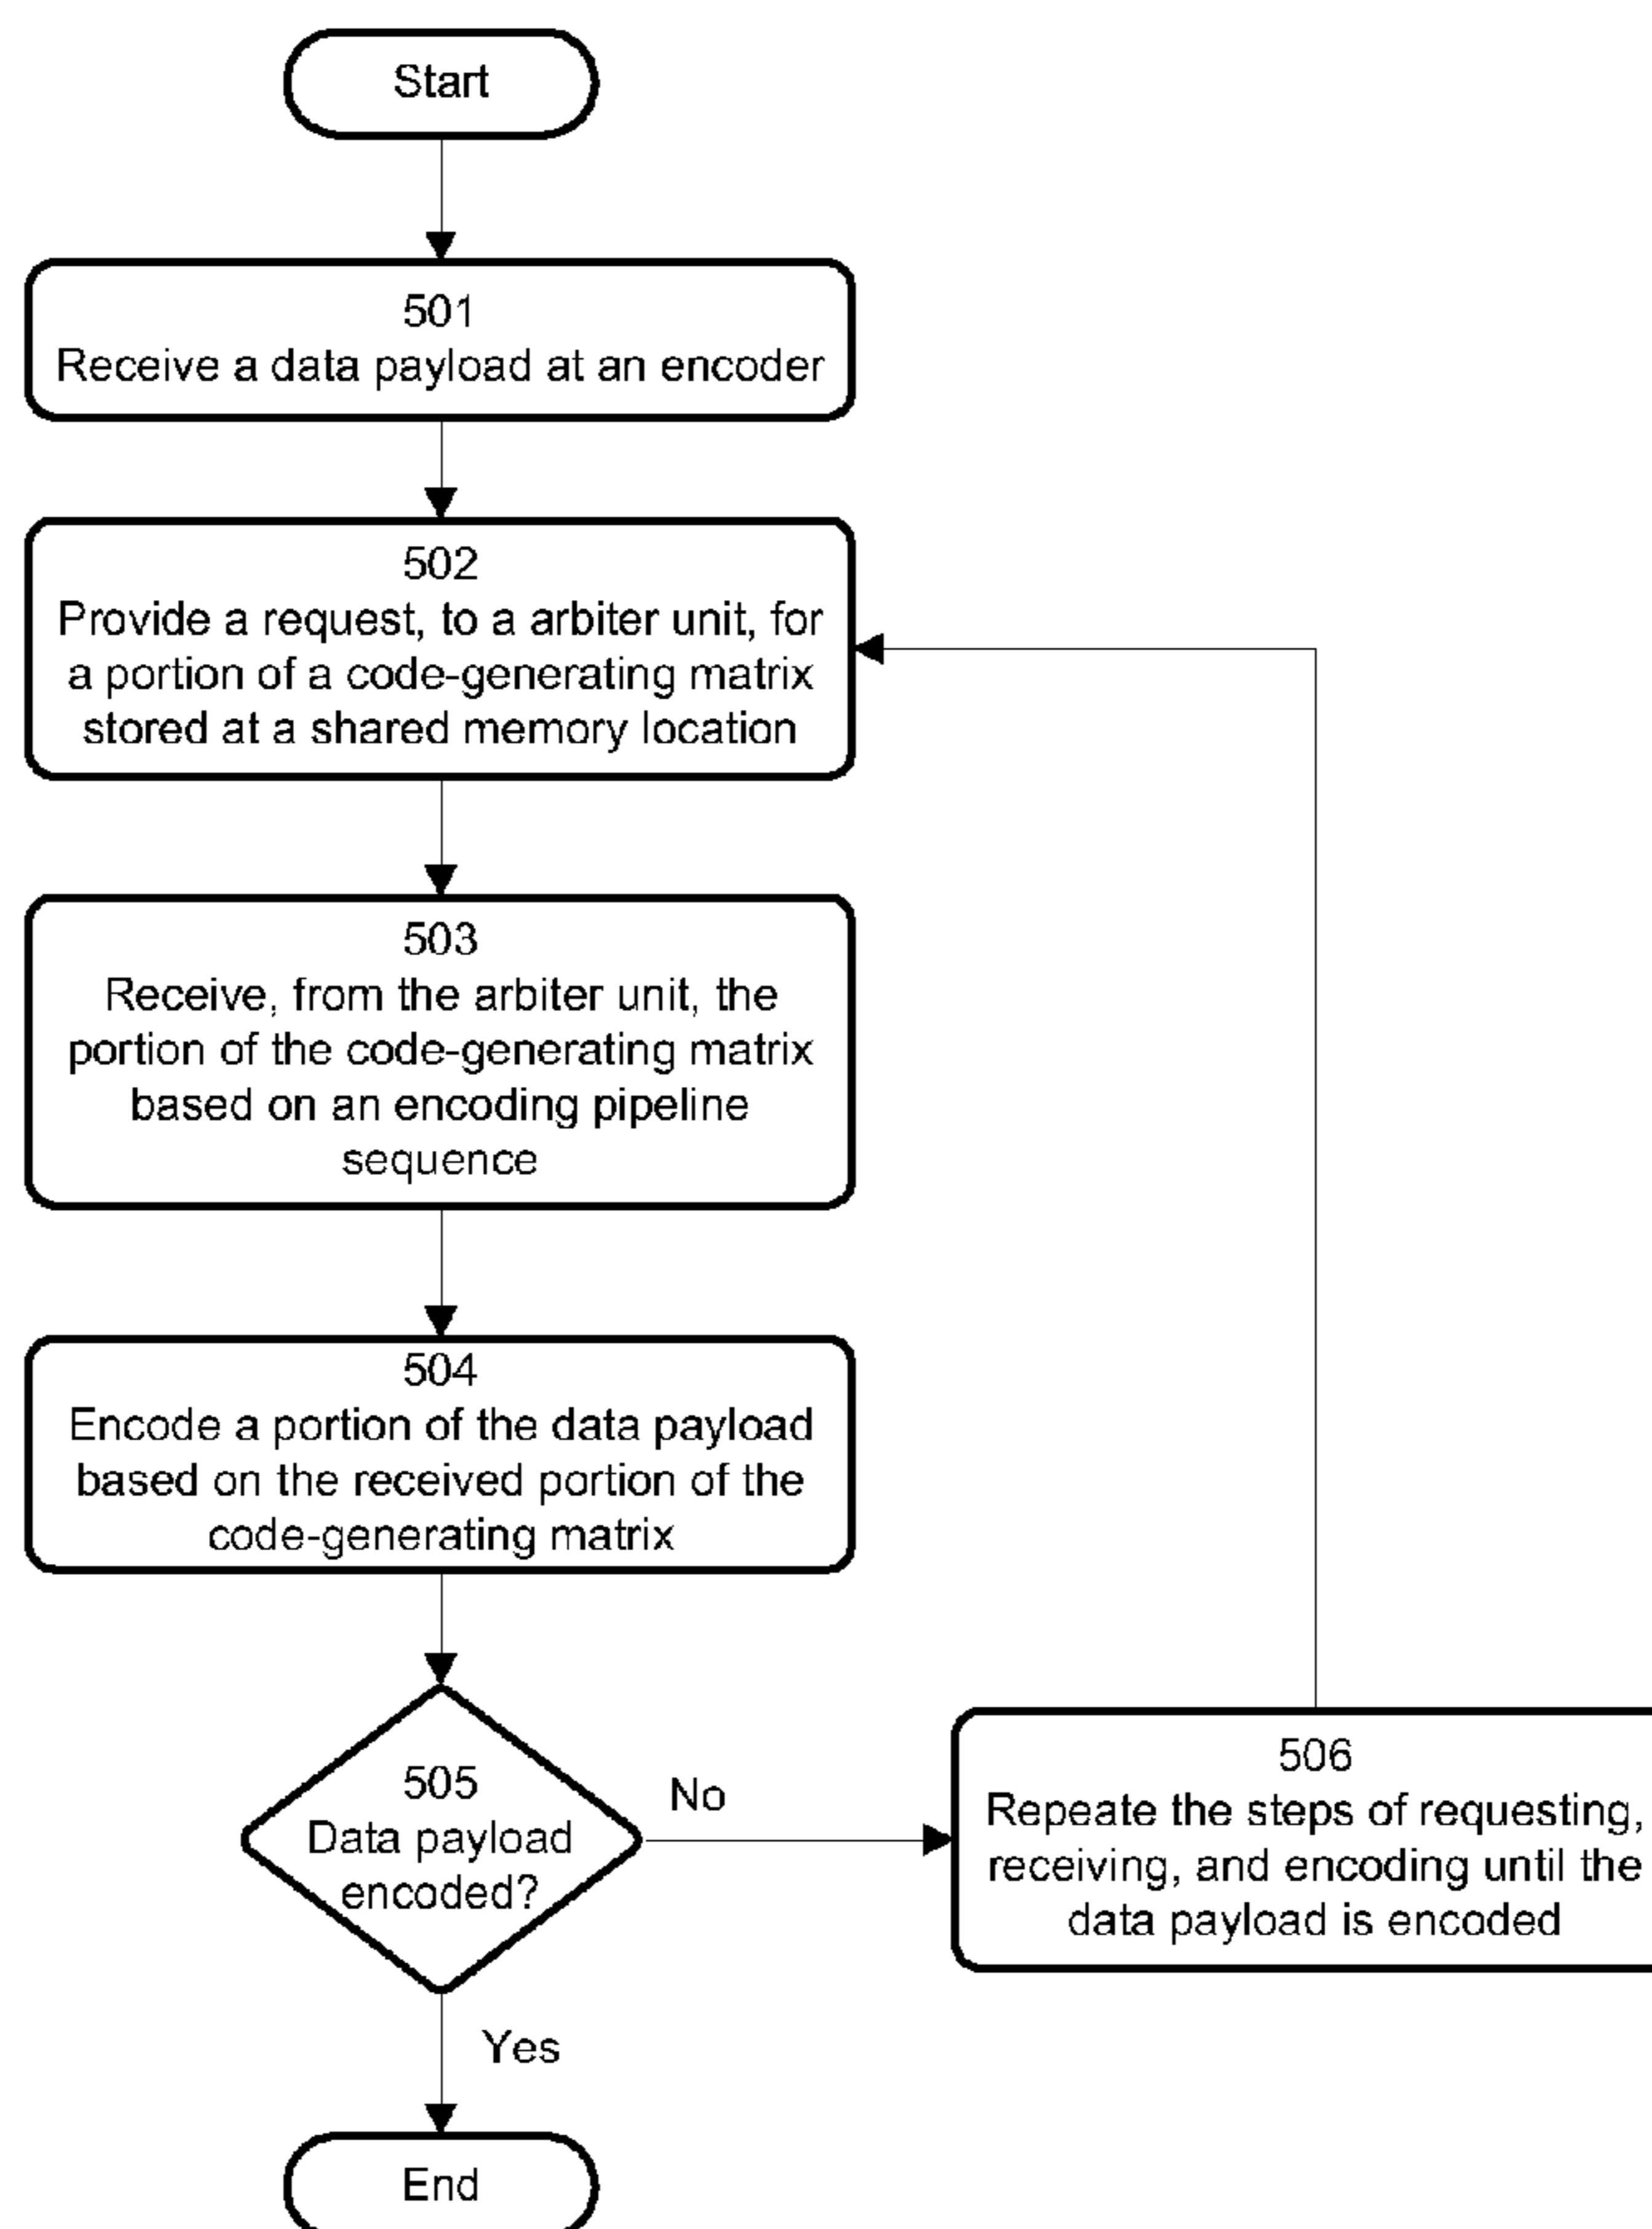 Start
501
Receive a data payload at an encoder
502
Provide a request, to a arbiter unit, for
a portion of a code-generating matrix
stored at a shared memory location
503
Receive, from the arbiter unit, the
portion of the code-generating matrix
based on an encoding pipeline
sequence
504
Encode a portion of the data payload
based on the received portion of the
code-generating matrix
505
Data payload
encoded?
No
506
Repeate the steps of requesting,
receiving, and encoding until the
data payload is encoded
Yes
End